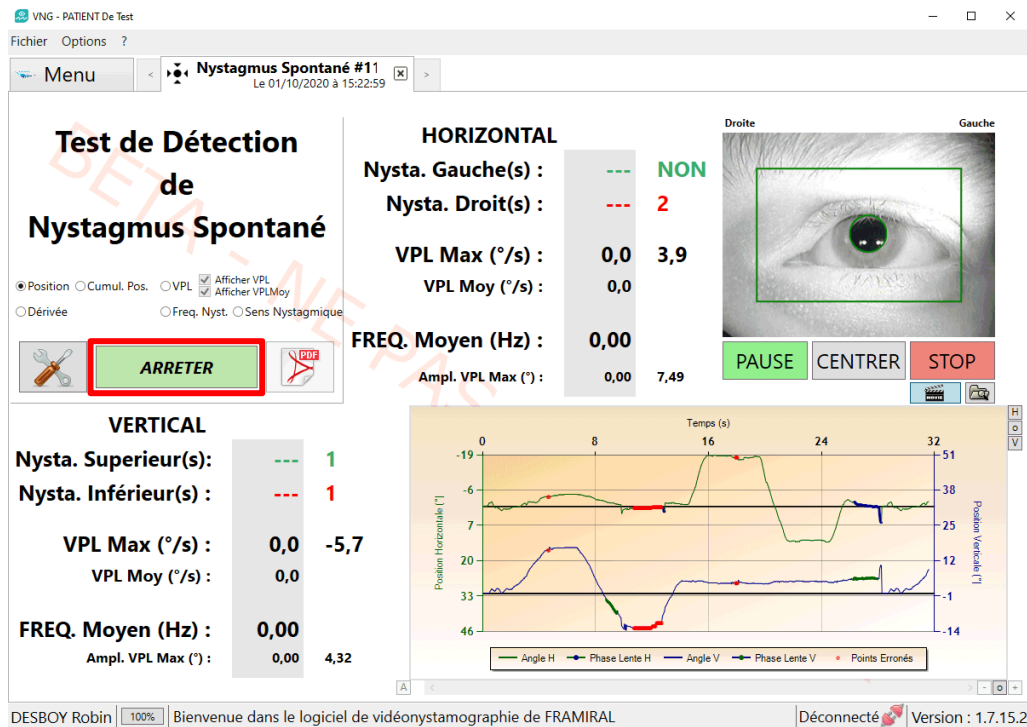 VNG - PATIENT De Test
Fichier Options ?
Menu
< Nystagmus Spontané #11 >
Le 01/10/2020 à 15:22:59
BETA - NE PAS
Test de Détection
de
Nystagmus Spontané
Position Cumul. Pos. VPL Afficher VPL
Afficher VPLMoy
Dérivée Freq. Nyst. Sens Nystagmique
ARRETER
PDF
HORIZONTAL
Nysta. Gauche(s) : --- NON
Nysta. Droit(s) : --- 2
VPL Max (°/s) : 0,0 3,9
VPL Moy (°/s) : 0,0
FREQ. Moyen (Hz) : 0,00
Ampl. VPL Max (°) : 0,00 7,49
Droite Gauche
PAUSE CENTRER STOP
MOVIE
VERTICAL
Nysta. Superieur(s): --- 1
Nysta. Inférieur(s) : --- 1
VPL Max (°/s) : 0,0 -5,7
VPL Moy (°/s) : 0,0
FREQ. Moyen (Hz) : 0,00
Ampl. VPL Max (°) : 0,00 4,32
H
o
V
Temps (s)
0 8 16 24 32
-19 51
-6 38
7 25
20 12
33 -1
46 -14
Position Horizontale [°]
Position Verticale [°]
Angle H Phase Lente H Angle V Phase Lente V Points Erronés
A < > - o +
DESBOY Robin 100% Bienvenue dans le logiciel de vidéonystamographie de FRAMIRAL Déconnecté Version : 1.7.15.2